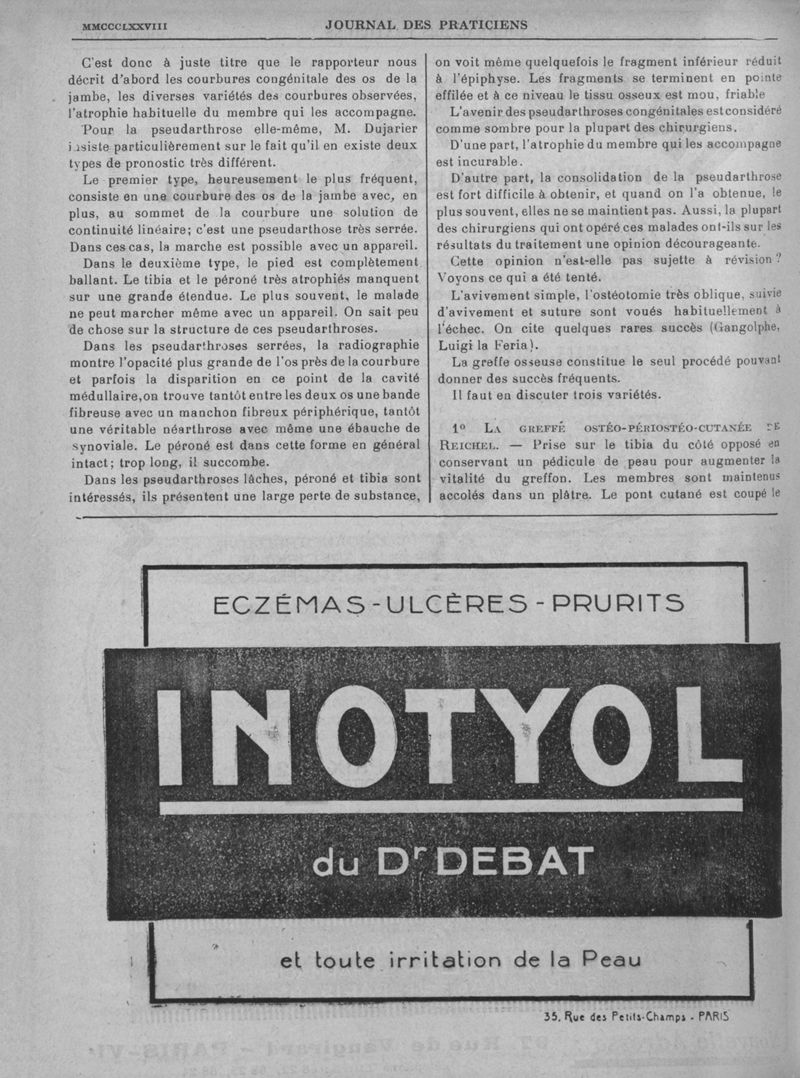 MMCCCCLXXVIII
JOURNAL DES PRATICIENS
C'est donc à juste titre que le rapporteur nous
décrit d'abord les courbures congénitale des os de la
jambe, les diverses variétés des courbures observées,
l'atrophie habituelle du membre qui les accompagne.
Pour la pseudarthrose elle-même, M. Dujarier
insiste particulièrement sur le fait qu'il en existe deux
types de pronostic très différent.
Le premier type, heureusement le plus fréquent,
consiste en une courbure des os de la jambe avec, en
plus, au sommet de la courbure une solution de
continuité linéaire; c'est une pseudarthose très serrée.
Dans ces cas, la marche est possible avec un appareil.
Dans le deuxième type, le pied est complètement
ballant. Le tibia et le péroné très atrophiés manquent
sur une grande étendue. Le plus souvent, le malade
ne peut marcher même avec un appareil. On sait peu
de chose sur la structure de ces pseudarthroses.
Dans les pseudarthroses serrées, la radiographie
montre l'opacité plus grande de l'os près de la courbure
et parfois la disparition en ce point de la cavité
médullaire, on trouve tantôt entre les deux os une bande
fibreuse avec un manchon fibreux périphérique, tantôt
une véritable néarthrose avec même une ébauche de
synoviale. Le péroné est dans cette forme en général
intact; trop long, il succombe.
Dans les pseudarthroses lâches, péroné et tibia sont
intéressés, ils présentent une large perte de substance,
on voit même quelquefois le fragment inférieur réduit
à l'épiphyse. Les fragments se terminent en pointe
effilée et à ce niveau le tissu osseux est mou, friable
L'avenir des pseudarthroses congénitales est considéré
comme sombre pour la plupart des chirurgiens.
D'une part, l'atrophie du membre qui les accompagne
est incurable.
D'autre part, la consolidation de la pseudarthrose
est fort difficile à obtenir, et quand on l'a obtenue, le
plus souvent, elles ne se maintient pas. Aussi, la plupart
des chirurgiens qui ont opéré ces malades ont-ils sur les
résultats du traitement une opinion décourageante.
Cette opinion n'est-elle pas sujette à révision ?
Voyons ce qui a été tenté.
L'avivement simple, l'ostéotomie très oblique, suivie
d'avivement et suture sont voués habituellement à
l'échec. On cite quelques rares succès (Gangolphe,
Luigi la Feria).
La greffe osseuse constitue le seul procédé pouvant
donner des succès fréquents.
Il faut en discuter trois variétés.
1º LA GREFFÉ OSTÉO-PÉRIOSTÉO-CUTANÉE DE
REICHEL. — Prise sur le tibia du côté opposé en
conservant un pédicule de peau pour augmenter la
vitalité du greffon. Les membres sont maintenus
accolés dans un plâtre. Le pont cutané est coupé le
ECZÉMAS - ULCÈRES - PRURITS
INOTYOL
du Dr DEBAT
et toute irritation de la Peau
35, Rue des Petits-Champs - PARIS